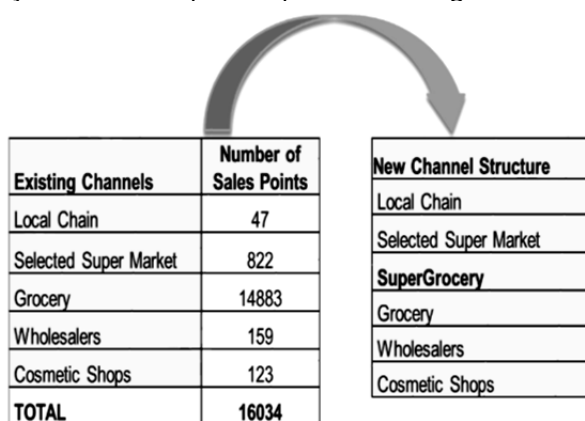 Existing Channels
Number of
Sales Points
Local Chain 47
Selected Super Market 822
Grocery 14883
Wholesalers 159
Cosmetic Shops 123
TOTAL 16034
New Channel Structure
Local Chain
Selected Super Market
SuperGrocery
Grocery
Wholesalers
Cosmetic Shops